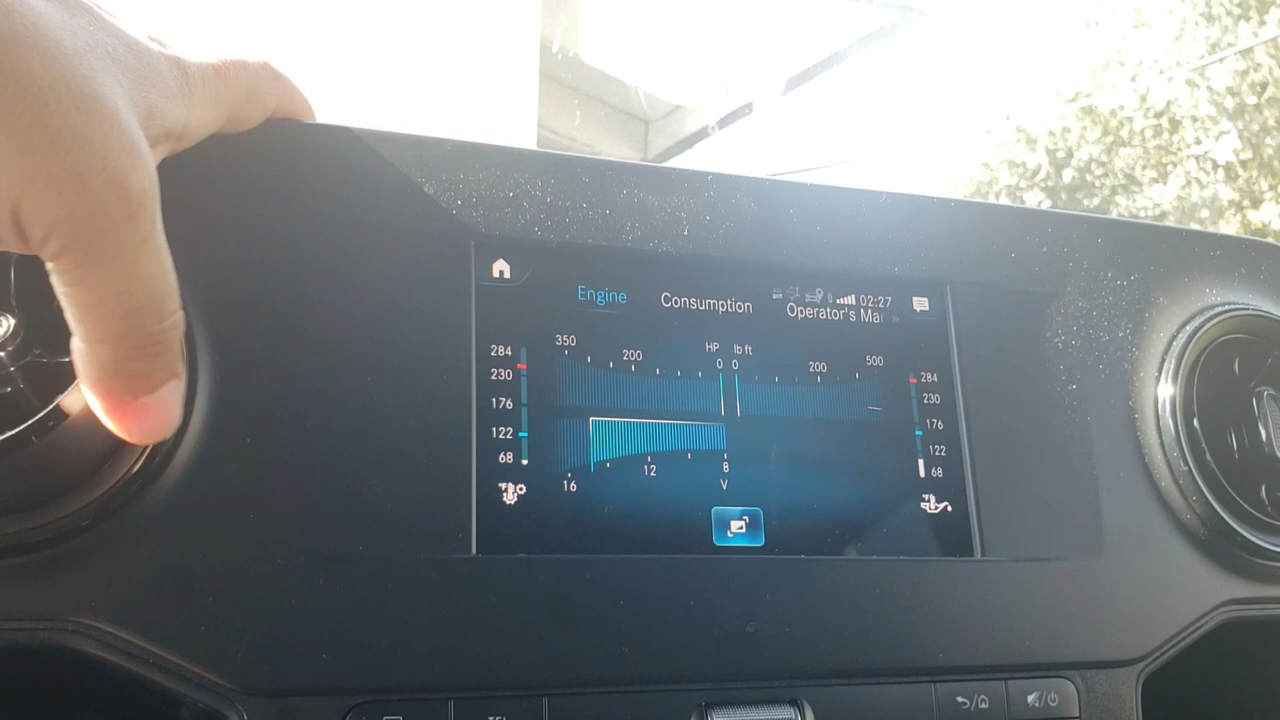 02:27
Engine Consumption Operator's Ma
HP lb ft
350 200 0 0 200 500
284
230
176
122
68
°F
16 12 8
V
284
230
176
122
68
°F